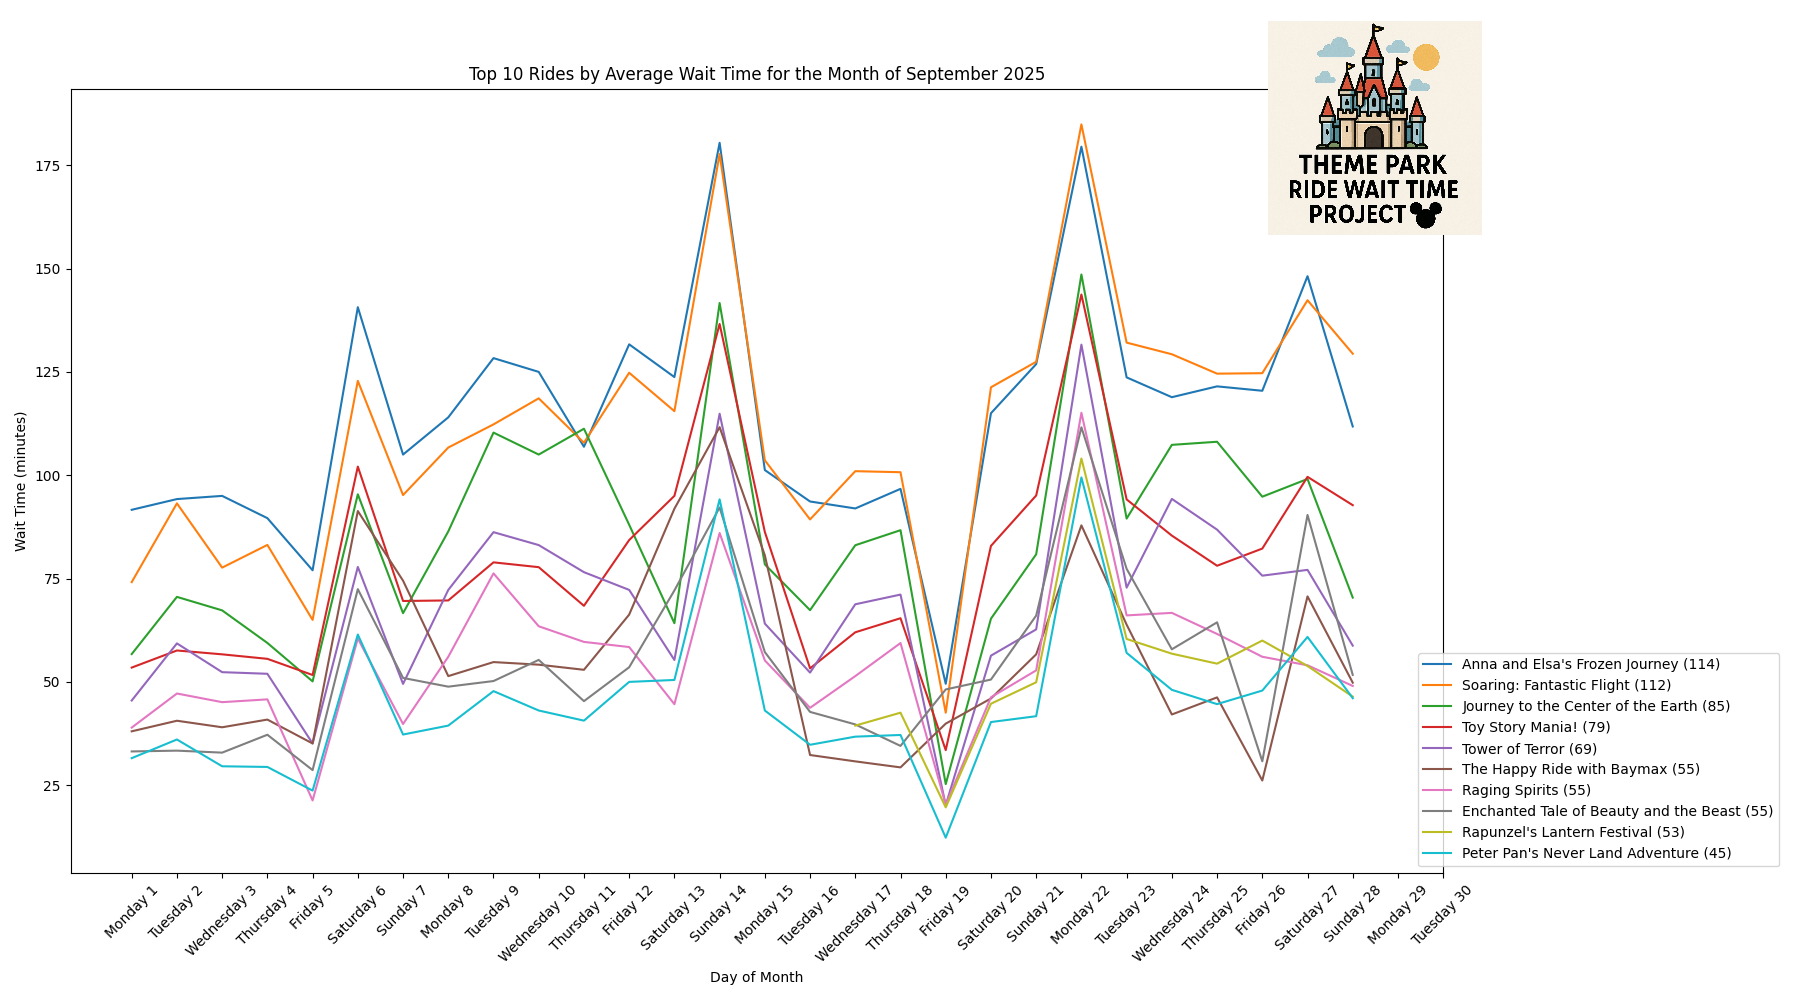 Top 10 Rides by Average Wait Time for the Month of September 2025
THEME PARK
RIDE WAIT TIME
PROJECT
Wait Time (minutes)
175
150
125
100
75
50
25
Anna and Elsa's Frozen Journey (114)
Soaring: Fantastic Flight (112)
Journey to the Center of the Earth (85)
Toy Story Mania! (79)
Tower of Terror (69)
The Happy Ride with Baymax (55)
Raging Spirits (55)
Enchanted Tale of Beauty and the Beast (55)
Rapunzel's Lantern Festival (53)
Peter Pan's Never Land Adventure (45)
Monday 1
Tuesday 2
Wednesday 3
Thursday 4
Friday 5
Saturday 6
Sunday 7
Monday 8
Tuesday 9
Wednesday 10
Thursday 11
Friday 12
Saturday 13
Sunday 14
Monday 15
Tuesday 16
Wednesday 17
Thursday 18
Friday 19
Saturday 20
Sunday 21
Monday 22
Tuesday 23
Wednesday 24
Thursday 25
Friday 26
Saturday 27
Sunday 28
Monday 29
Tuesday 30
Day of Month